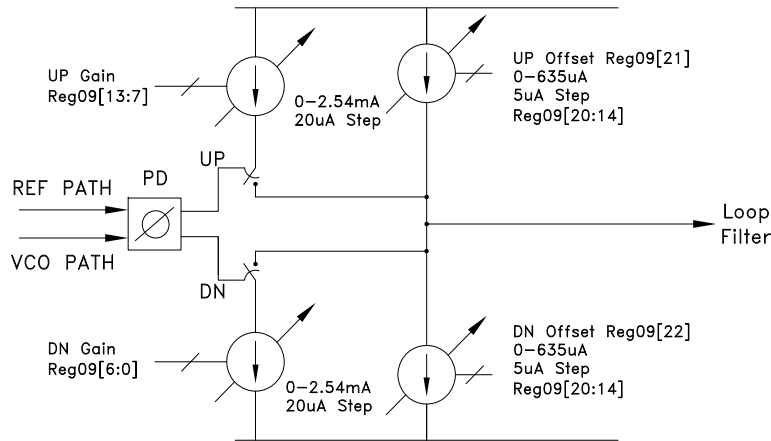 UP Gain
Reg09[13:7]
0-2.54mA
20uA Step
UP Offset Reg09[21]
0-635uA
5uA Step
Reg09[20:14]
UP
PD
REF PATH
VCO PATH
DN
Loop
Filter
DN Gain
Reg09[6:0]
0-2.54mA
20uA Step
DN Offset Reg09[22]
0-635uA
5uA Step
Reg09[20:14]